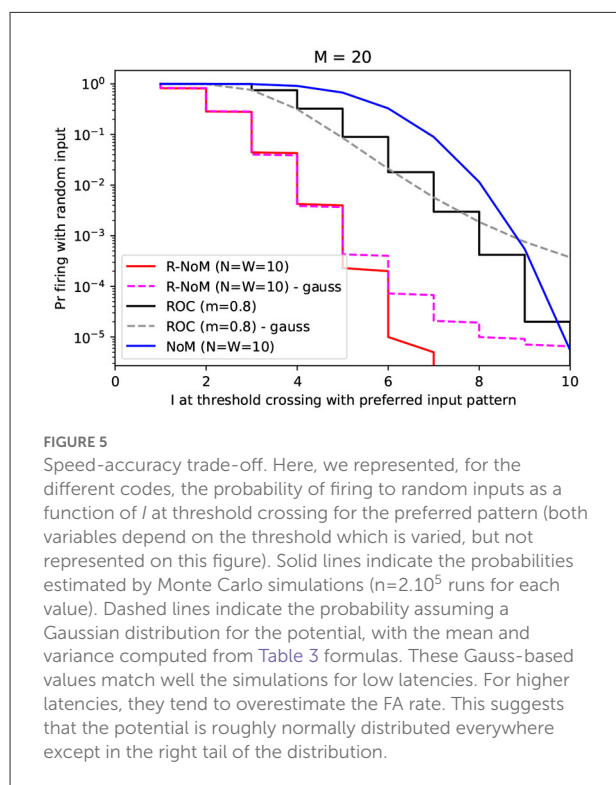 M = 20
Pr firing with random input
10⁰
10⁻¹
10⁻²
10⁻³
10⁻⁴
10⁻⁵
R-NoM (N=W=10)
R-NoM (N=W=10) - gauss
ROC (m=0.8)
ROC (m=0.8) - gauss
NoM (N=W=10)
0 2 4 6 8 10
I at threshold crossing with preferred input pattern
FIGURE 5
Speed-accuracy trade-off. Here, we represented, for the
different codes, the probability of firing to random inputs as a
function of I at threshold crossing for the preferred pattern (both
variables depend on the threshold which is varied, but not
represented on this figure). Solid lines indicate the probabilities
estimated by Monte Carlo simulations (n=2.10⁵ runs for each
value). Dashed lines indicate the probability assuming a
Gaussian distribution for the potential, with the mean and
variance computed from Table 3 formulas. These Gauss-based
values match well the simulations for low latencies. For higher
latencies, they tend to overestimate the FA rate. This suggests
that the potential is roughly normally distributed everywhere
except in the right tail of the distribution.